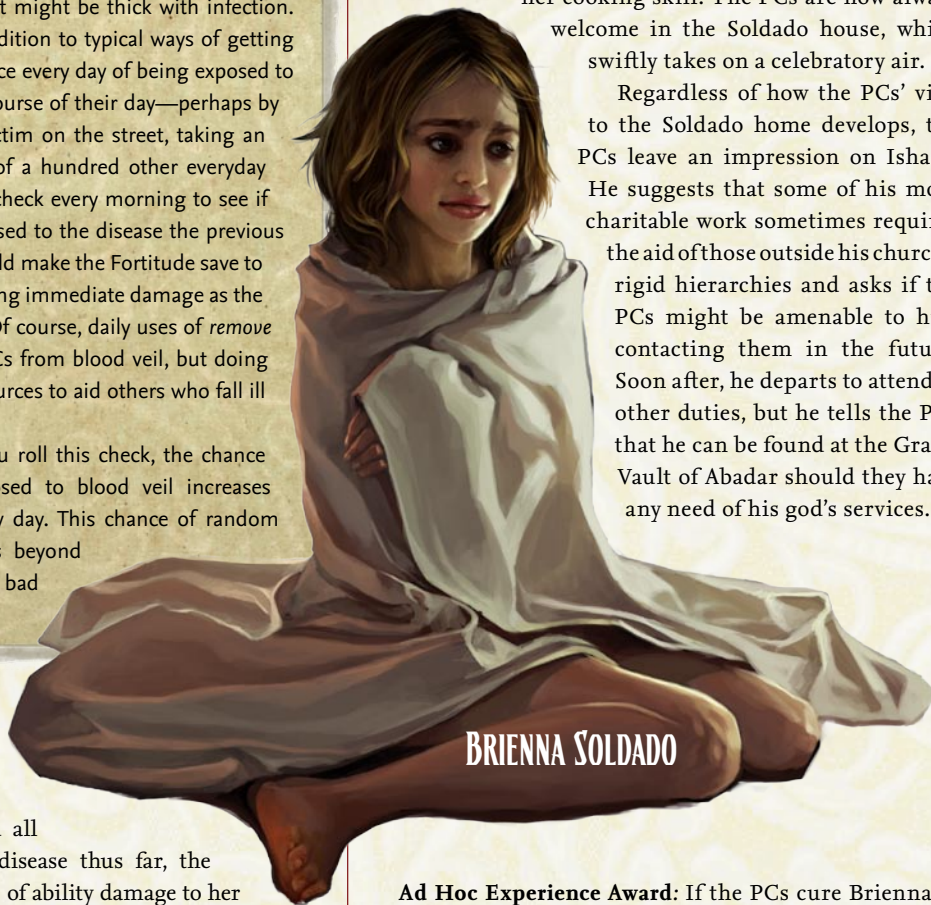 t might be thick with infection.
dition to typical ways of getting
ce every day of being exposed to
ourse of their day—perhaps by
ctim on the street, taking an
of a hundred other everyday
check every morning to see if
sed to the disease the previous
ld make the Fortitude save to
ng immediate damage as the
Of course, daily uses of remove
Cs from blood veil, but doing
urces to aid others who fall ill
u roll this check, the chance
osed to blood veil increases
y day. This chance of random
s beyond
bad
all
disease thus far, the
of ability damage to her
her cooking skill. The PCs are now alwa
welcome in the Soldado house, whi
swiftly takes on a celebratory air.
Regardless of how the PCs' vi
to the Soldado home develops, t
PCs leave an impression on Isha
He suggests that some of his mo
charitable work sometimes requir
the aid of those outside his churc
rigid hierarchies and asks if t
PCs might be amenable to h
contacting them in the futu
Soon after, he departs to attend
other duties, but he tells the P
that he can be found at the Gra
Vault of Abadar should they ha
any need of his god's services.
Brienna Soldado
Ad Hoc Experience Award: If the PCs cure Brienna